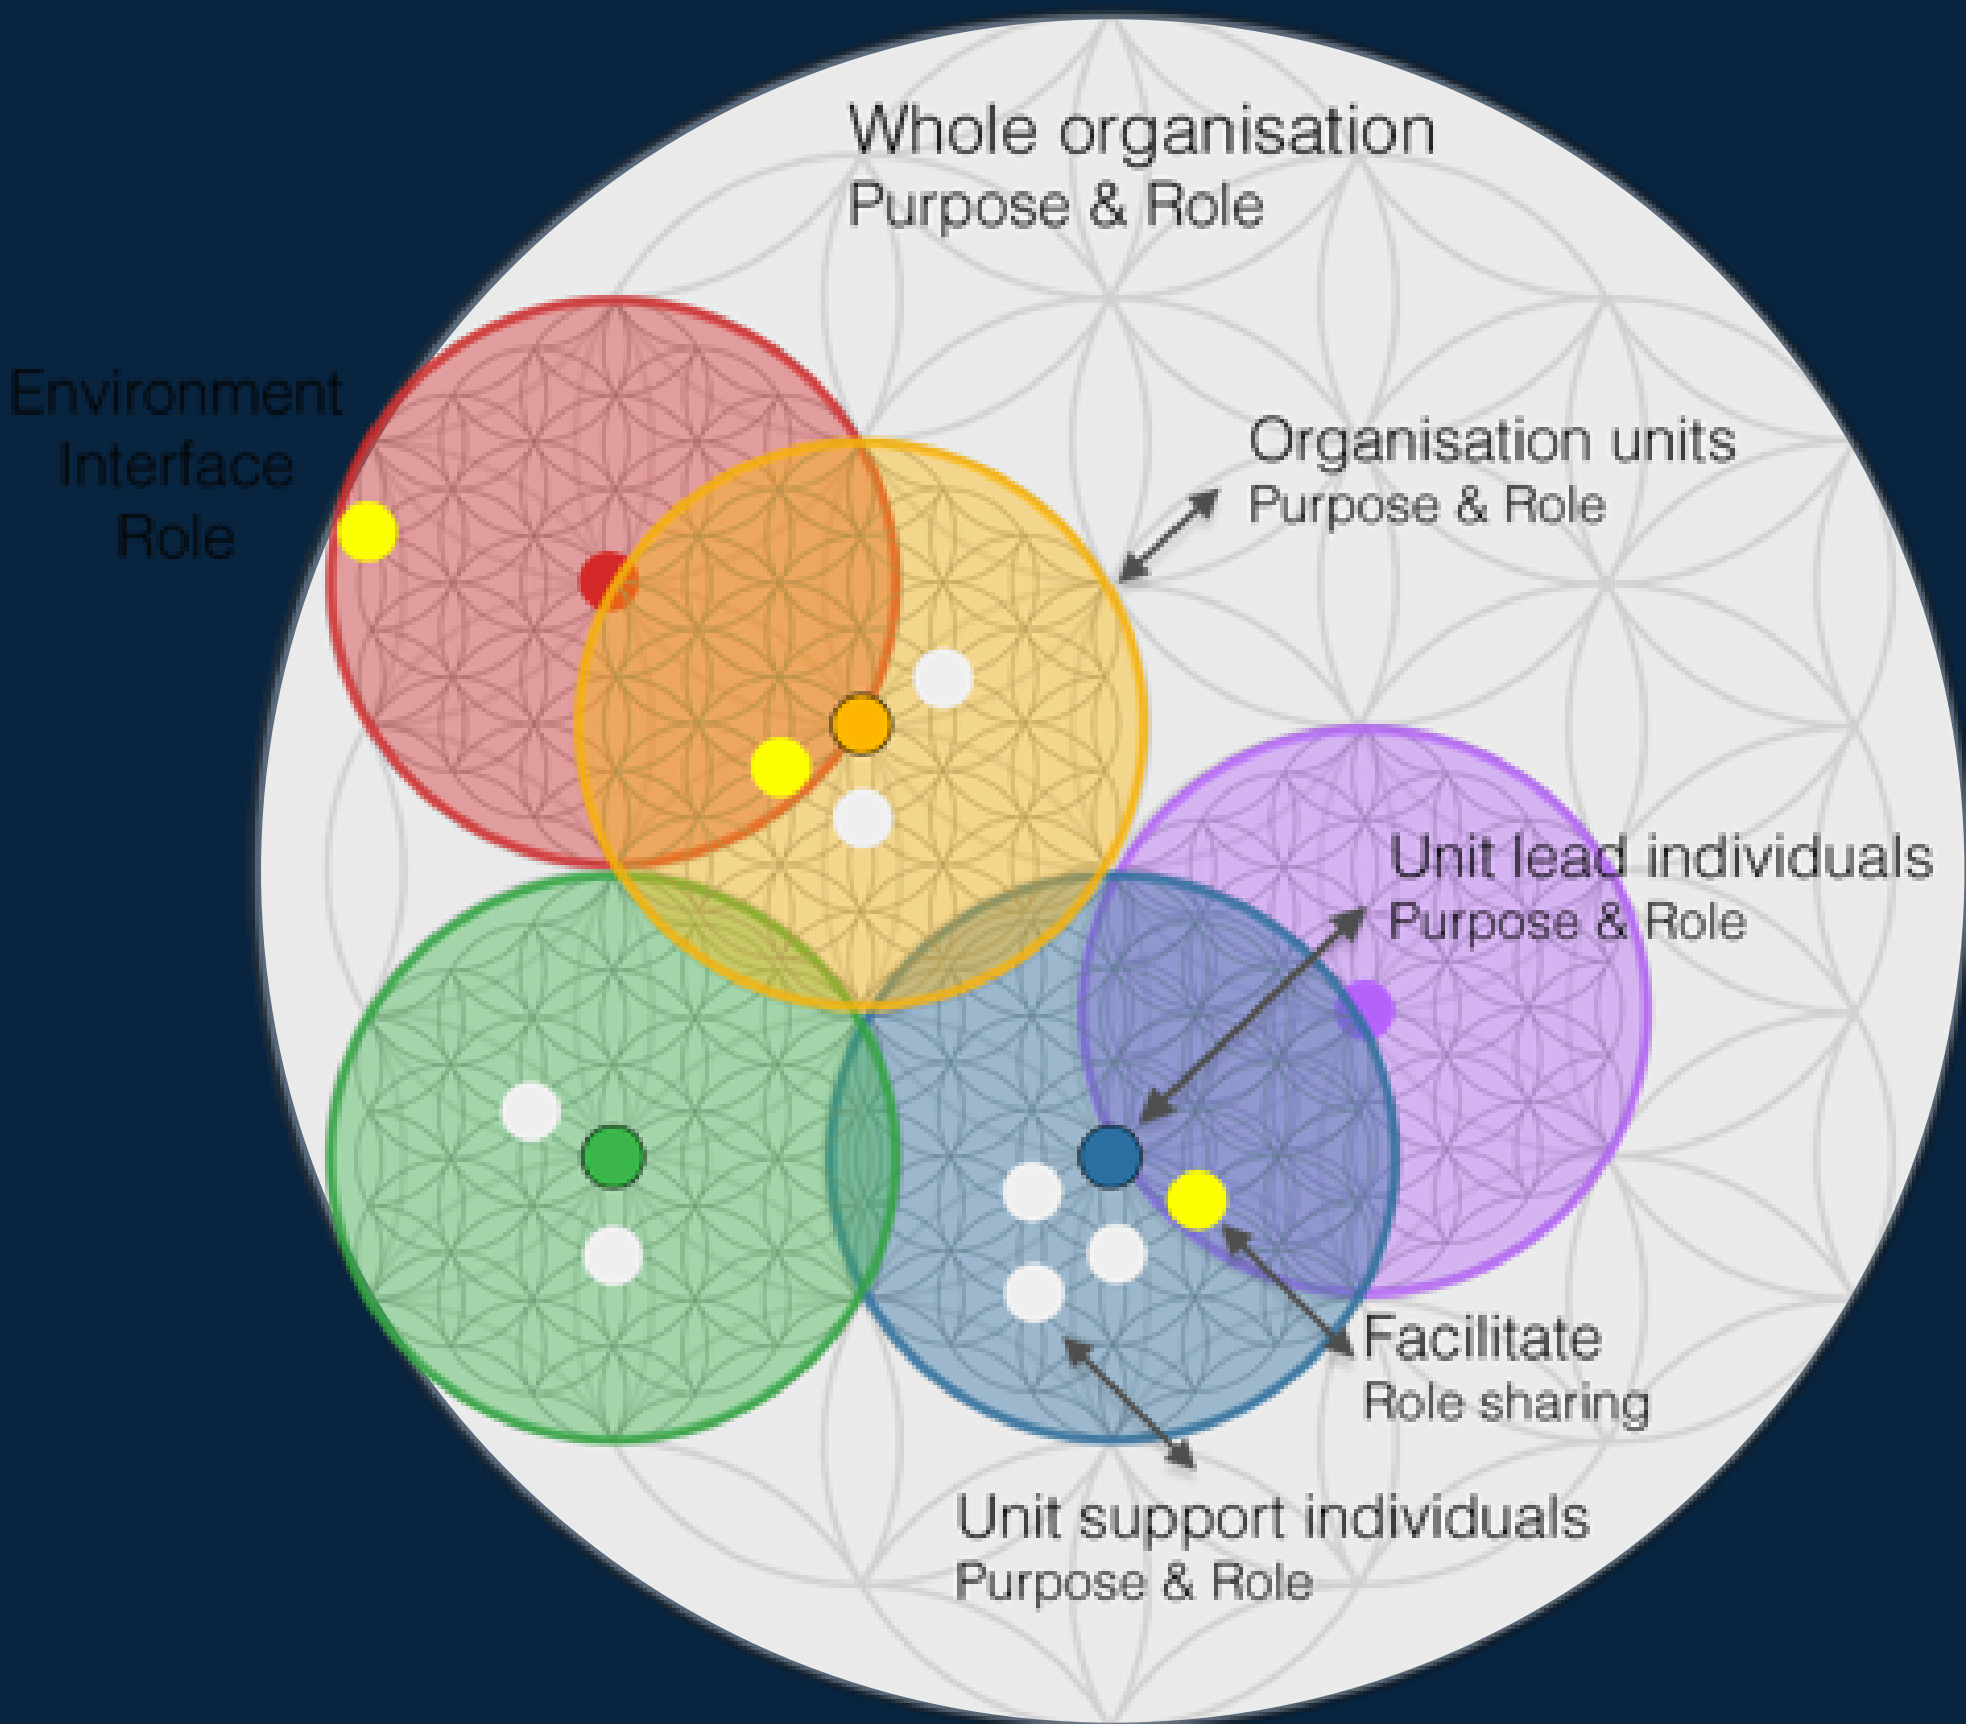 Whole organisation
Purpose & Role
Environment
Interface
Role
Organisation units
Purpose & Role
Unit lead individuals
Purpose & Role
Facilitate
Role sharing
Unit support individuals
Purpose & Role